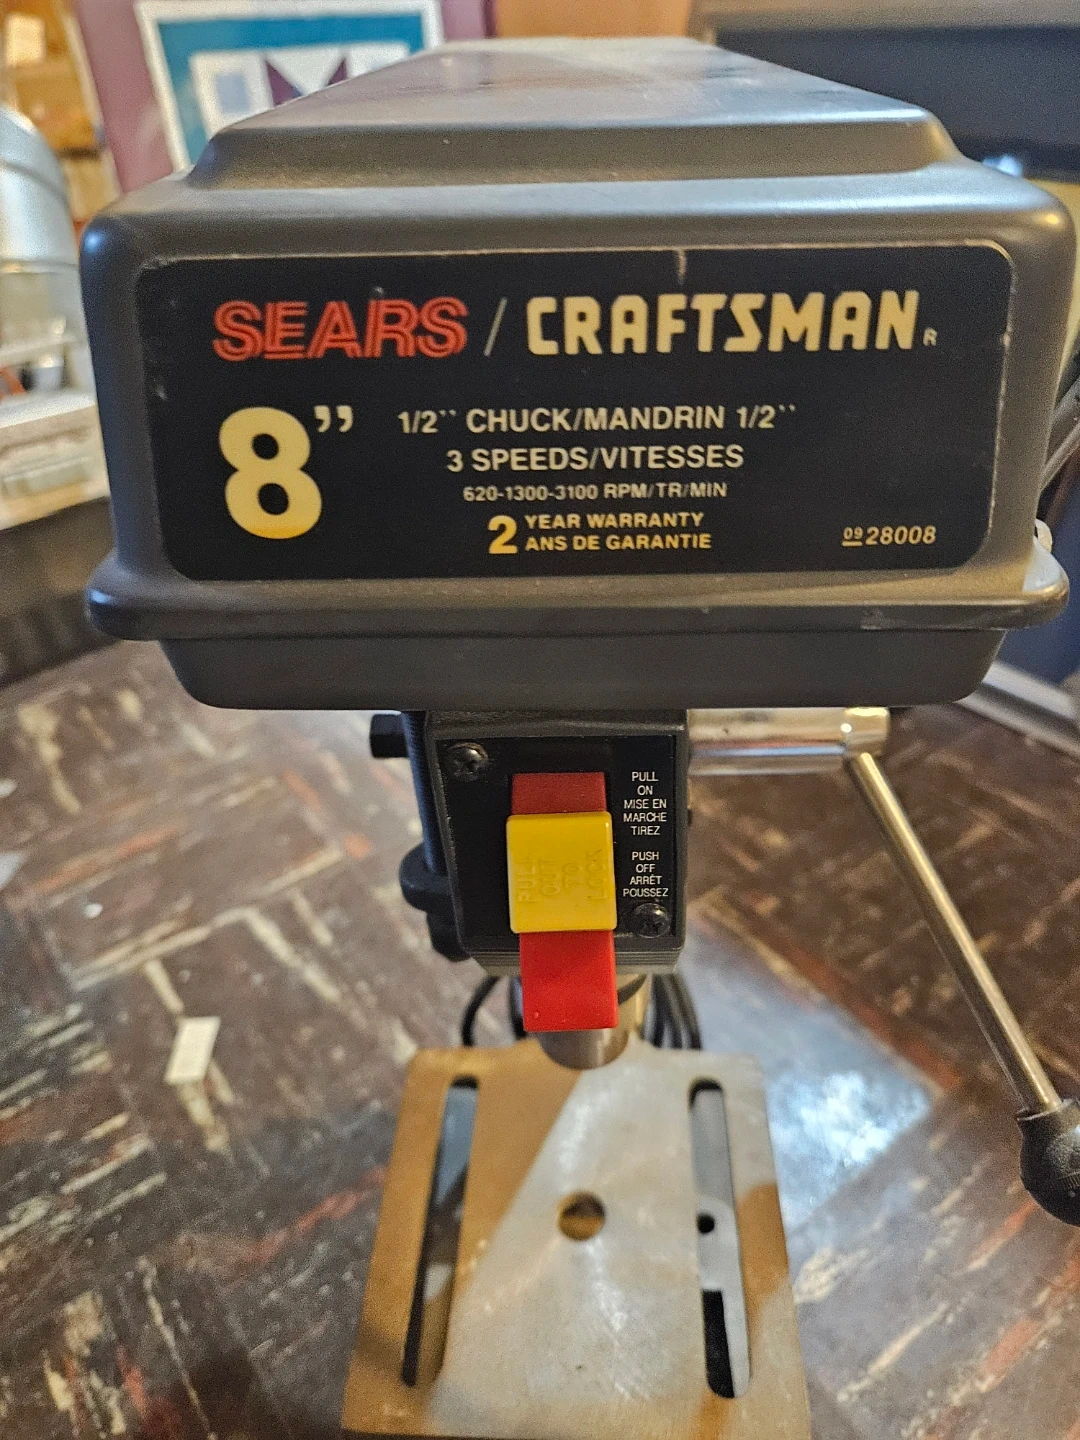 SEARS / CRAFTSMAN R
8”
1/2¨ CHUCK/MANDRIN 1/2¨
3 SPEEDS/VITESSES
620-1300-3100 RPM/TR/MIN
2 YEAR WARRANTY
ANS DE GARANTIE
09 28008
PULL
ON
MISE EN
MARCHE
TIREZ
PUSH
OFF
ARRÊT
POUSSEZ
PULL
OUT
TO
LOCK